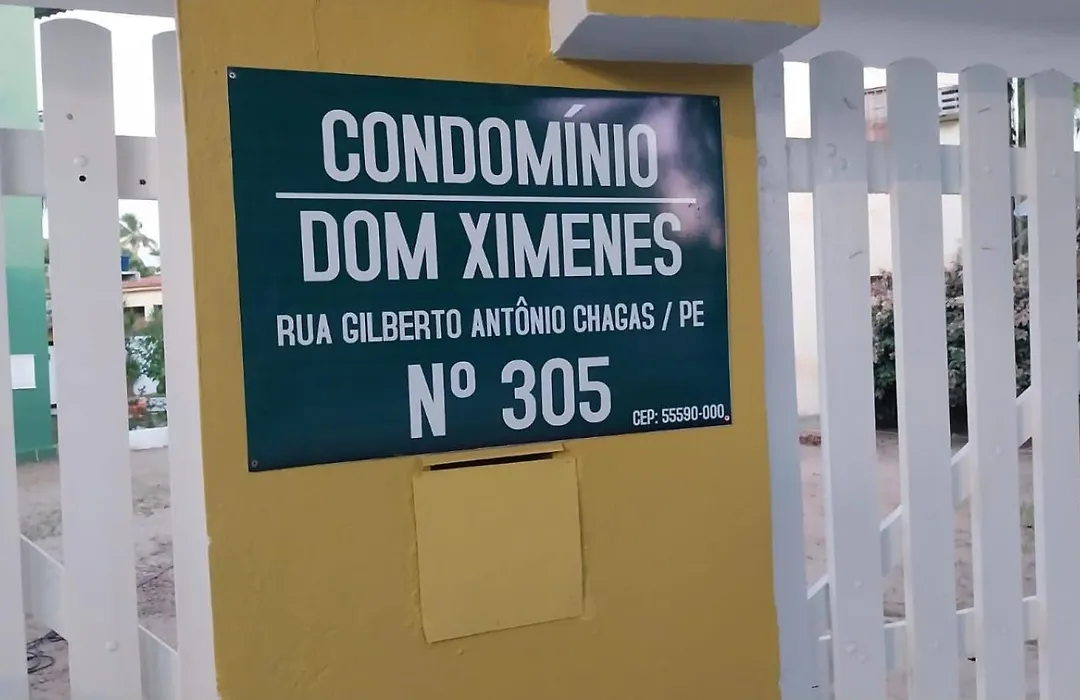 CONDOMÍNIO
DOM XIMENES
RUA GILBERTO ANTÔNIO CHAGAS / PE
Nº 305
CEP: 55590-000